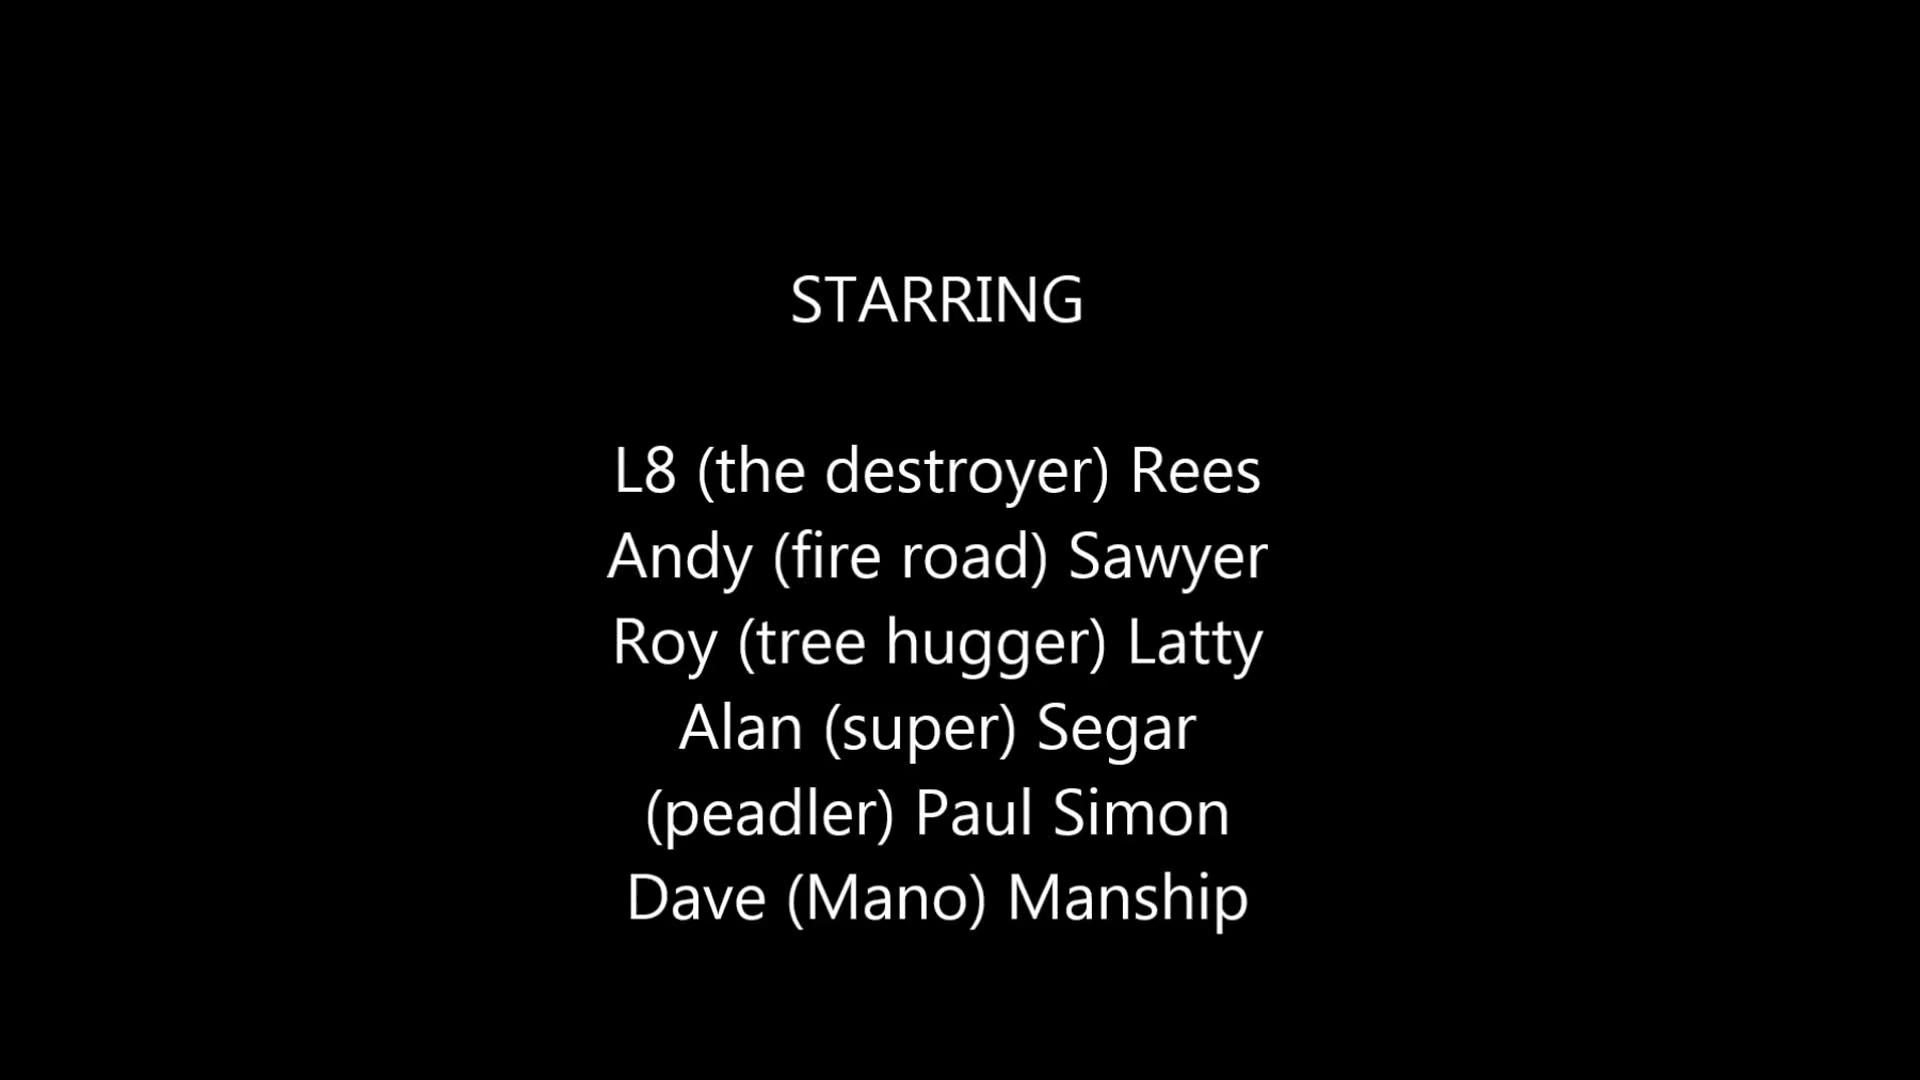 STARRING
L8 (the destroyer) Rees
Andy (fire road) Sawyer
Roy (tree hugger) Latty
Alan (super) Segar
(peadler) Paul Simon
Dave (Mano) Manship